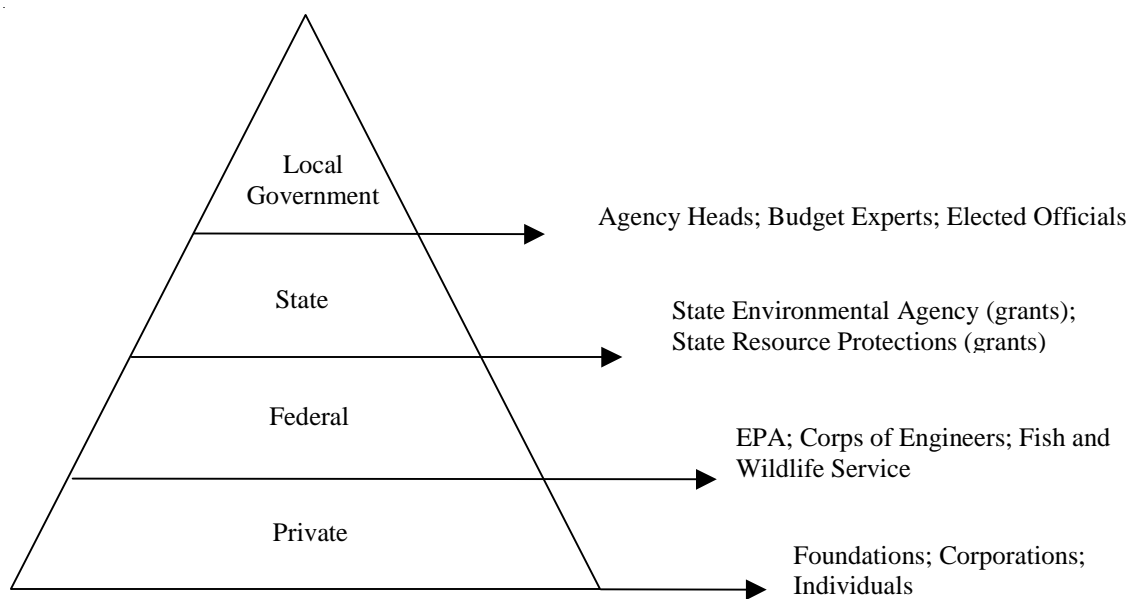 Local
Government
Agency Heads; Budget Experts; Elected Officials
State
State Environmental Agency (grants);
State Resource Protections (grants)
Federal
EPA; Corps of Engineers; Fish and
Wildlife Service
Private
Foundations; Corporations;
Individuals